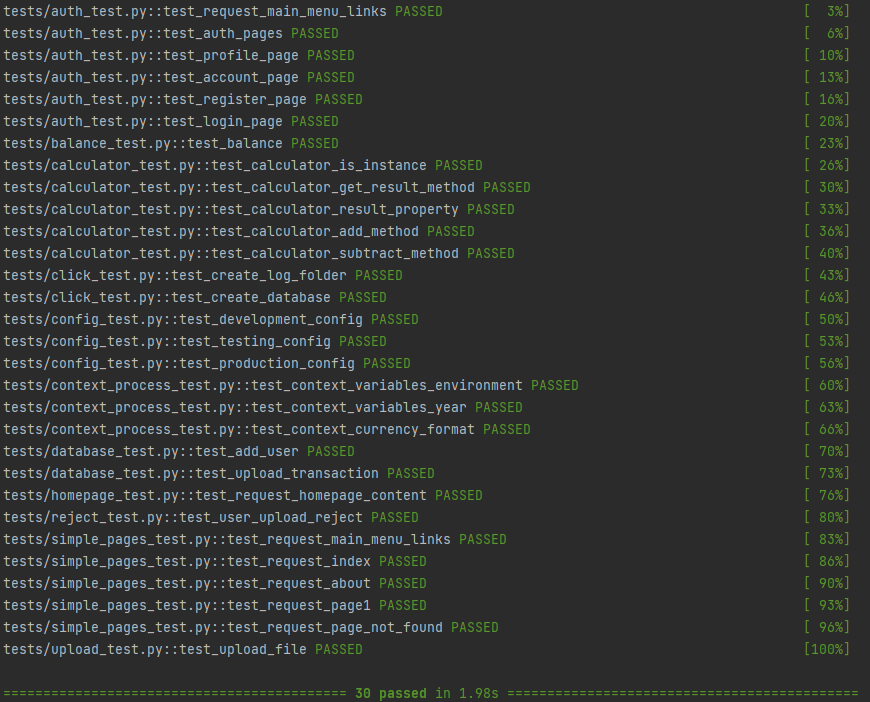 tests/auth_test.py::test_request_main_menu_links PASSED [  3%]
tests/auth_test.py::test_auth_pages PASSED [  6%]
tests/auth_test.py::test_profile_page PASSED [ 10%]
tests/auth_test.py::test_account_page PASSED [ 13%]
tests/auth_test.py::test_register_page PASSED [ 16%]
tests/auth_test.py::test_login_page PASSED [ 20%]
tests/balance_test.py::test_balance PASSED [ 23%]
tests/calculator_test.py::test_calculator_is_instance PASSED [ 26%]
tests/calculator_test.py::test_calculator_get_result_method PASSED [ 30%]
tests/calculator_test.py::test_calculator_result_property PASSED [ 33%]
tests/calculator_test.py::test_calculator_add_method PASSED [ 36%]
tests/calculator_test.py::test_calculator_subtract_method PASSED [ 40%]
tests/click_test.py::test_create_log_folder PASSED [ 43%]
tests/click_test.py::test_create_database PASSED [ 46%]
tests/config_test.py::test_development_config PASSED [ 50%]
tests/config_test.py::test_testing_config PASSED [ 53%]
tests/config_test.py::test_production_config PASSED [ 56%]
tests/context_process_test.py::test_context_variables_environment PASSED [ 60%]
tests/context_process_test.py::test_context_variables_year PASSED [ 63%]
tests/context_process_test.py::test_context_currency_format PASSED [ 66%]
tests/database_test.py::test_add_user PASSED [ 70%]
tests/database_test.py::test_upload_transaction PASSED [ 73%]
tests/homepage_test.py::test_request_homepage_content PASSED [ 76%]
tests/reject_test.py::test_user_upload_reject PASSED [ 80%]
tests/simple_pages_test.py::test_request_main_menu_links PASSED [ 83%]
tests/simple_pages_test.py::test_request_index PASSED [ 86%]
tests/simple_pages_test.py::test_request_about PASSED [ 90%]
tests/simple_pages_test.py::test_request_page1 PASSED [ 93%]
tests/simple_pages_test.py::test_request_page_not_found PASSED [ 96%]
tests/upload_test.py::test_upload_file PASSED [100%]
=========================================== 30 passed in 1.98s ============================================